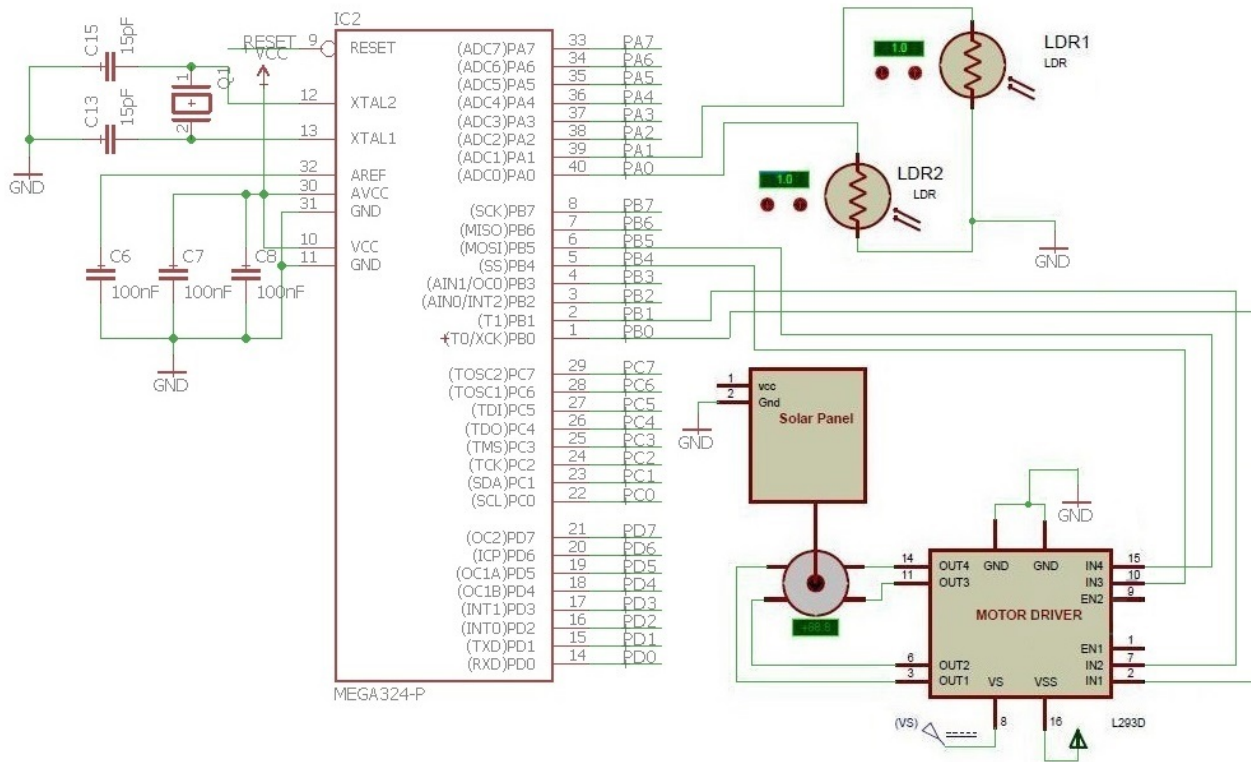 IC2
C15
15pF
RESET
9
RESET
VCC
1
Q1
2
12
XTAL2
C13
15pF
13
XTAL1
GND
32
AREF
30
AVCC
31
GND
10
VCC
11
GND
C6
100nF
C7
100nF
C8
100nF
GND
(ADC7)PA7 33 PA7
(ADC6)PA6 34 PA6
(ADC5)PA5 35 PA5
(ADC4)PA4 36 PA4
(ADC3)PA3 37 PA3
(ADC2)PA2 38 PA2
(ADC1)PA1 39 PA1
(ADC0)PA0 40 PA0
(SCK)PB7 8 PB7
(MISO)PB6 7 PB6
(MOSI)PB5 6 PB5
(SS)PB4 5 PB4
(AIN1/OC0)PB3 4 PB3
(AIN0/INT2)PB2 3 PB2
(T1)PB1 2 PB1
(T0/XCK)PB0 1 PB0
(TOSC2)PC7 29 PC7
(TOSC1)PC6 28 PC6
(TDI)PC5 27 PC5
(TDO)PC4 26 PC4
(TMS)PC3 25 PC3
(TCK)PC2 24 PC2
(SDA)PC1 23 PC1
(SCL)PC0 22 PC0
(OC2)PD7 21 PD7
(ICP)PD6 20 PD6
(OC1A)PD5 19 PD5
(OC1B)PD4 18 PD4
(INT1)PD3 17 PD3
(INT0)PD2 16 PD2
(TXD)PD1 15 PD1
(RXD)PD0 14 PD0
MEGA324-P
1.0
LDR1
LDR
1.0
LDR2
LDR
GND
1 vcc
2 Gnd
Solar Panel
GND
GND
14 OUT4 GND GND IN4 15
11 OUT3 IN3 10
EN2 9
MOTOR DRIVER
EN1 1
6 OUT2 IN2 7
3 OUT1 VS VSS IN1 2
(VS) 8 16 L293D